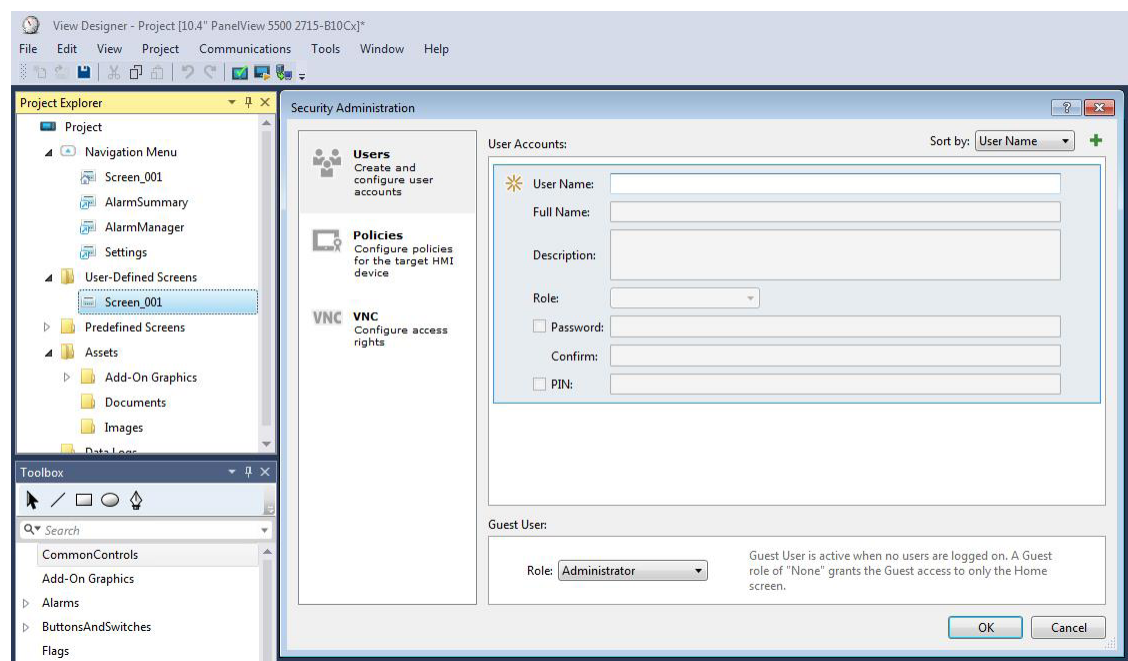 View Designer - Project [10.4" PanelView 5500 2715-B10Cx]*
File Edit View Project Communications Tools Window Help
Project Explorer
Project
Navigation Menu
Screen_001
AlarmSummary
AlarmManager
Settings
User-Defined Screens
Screen_001
Predefined Screens
Assets
Add-On Graphics
Documents
Images
Data Logs
Toolbox
Search
CommonControls
Add-On Graphics
Alarms
ButtonsAndSwitches
Flags
Security Administration
Users
Create and
configure user
accounts
Policies
Configure policies
for the target HMI
device
VNC VNC
Configure access
rights
User Accounts:
Sort by: User Name
User Name:
Full Name:
Description:
Role:
Password:
Confirm:
PIN:
Guest User:
Role: Administrator
Guest User is active when no users are logged on. A Guest
role of "None" grants the Guest access to only the Home
screen.
OK Cancel